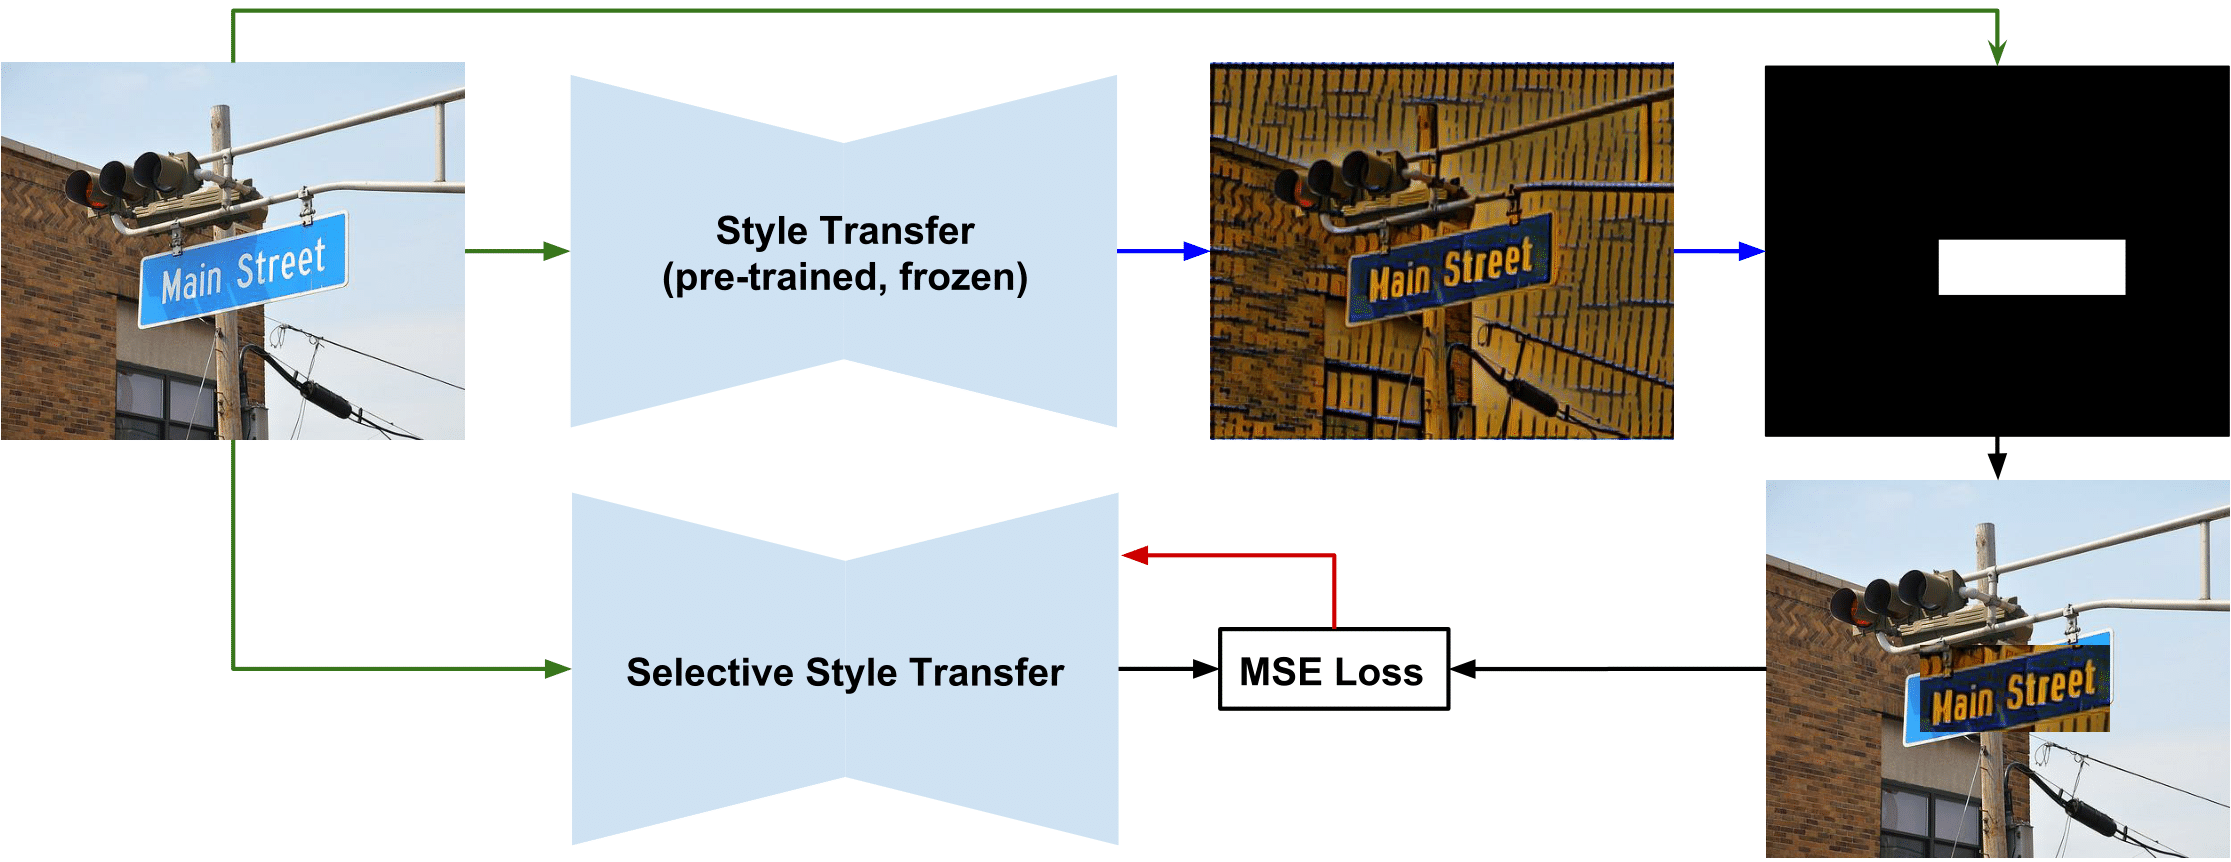 Main Street
Style Transfer
(pre-trained, frozen)
Main Street
Selective Style Transfer
MSE Loss
Main Street